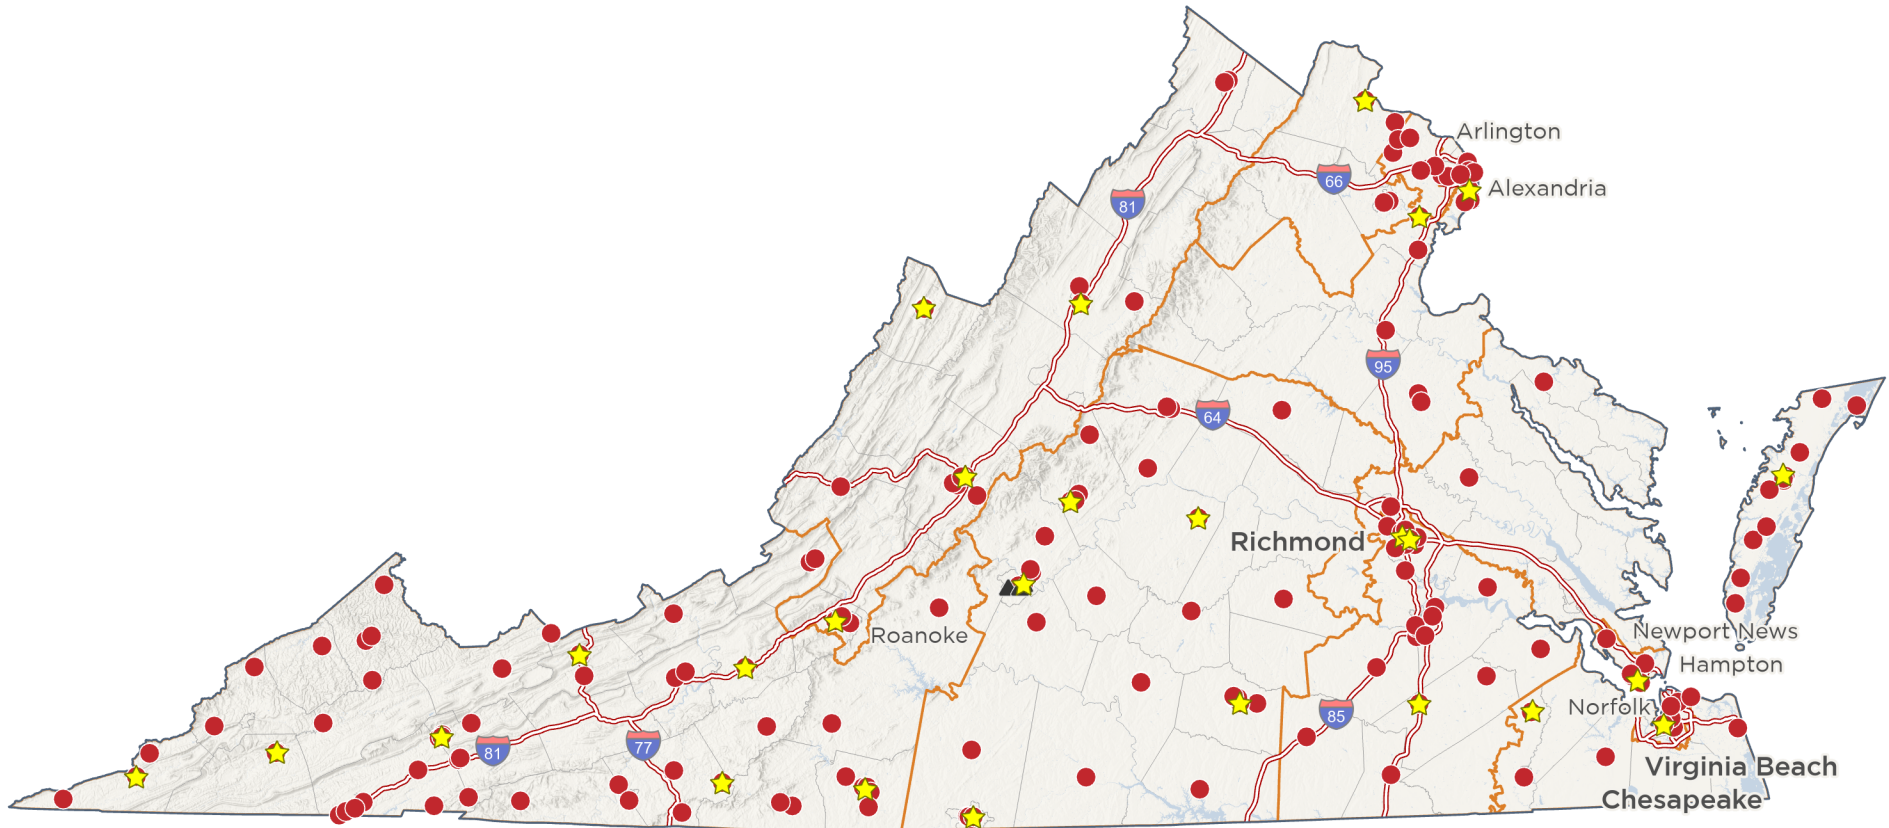 Arlington
66
Alexandria
81
95
64
Richmond
Newport News
Roanoke
Hampton
Norfolk
85
77
81
Virginia Beach
Chesapeake